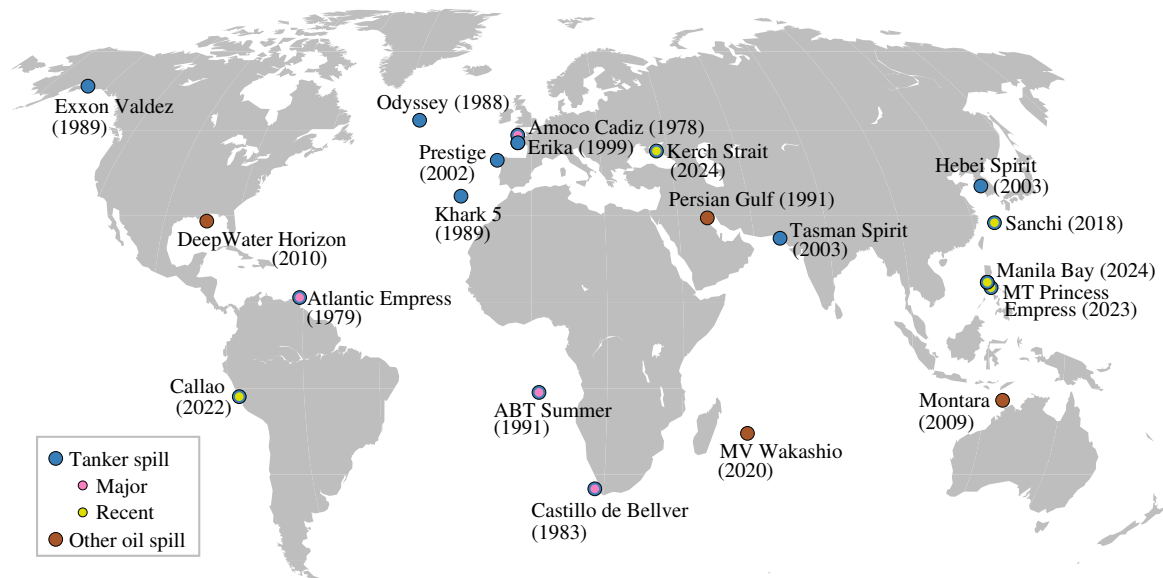 Exxon Valdez
(1989)
Odyssey (1988)
Amoco Cadiz (1978)
Erika (1999)
Prestige
(2002)
Kerch Strait
(2024)
Hebei Spirit
(2003)
Khark 5
(1989)
Persian Gulf (1991)
Tasman Spirit
(2003)
Sanchi (2018)
DeepWater Horizon
(2010)
Manila Bay (2024)
MT Princess
Empress (2023)
Atlantic Empress
(1979)
Callao
(2022)
ABT Summer
(1991)
Montara
(2009)
MV Wakashio
(2020)
Castillo de Bellver
(1983)
Tanker spill
Major
Recent
Other oil spill